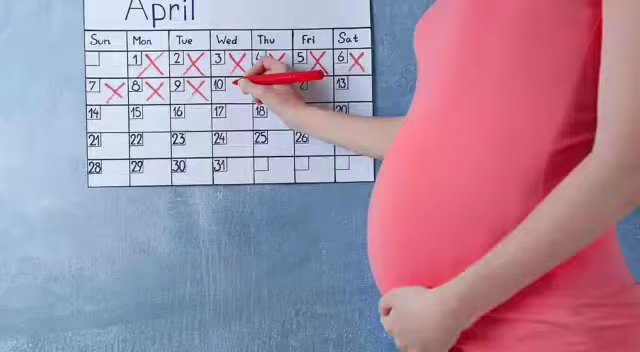 April
Sun Mon Tue Wed Thu Fri Sat
1 2 3 4 5 6
7 8 9 10 13
14 15 16 17 18 20
21 22 23 24 25 26
28 29 30 31